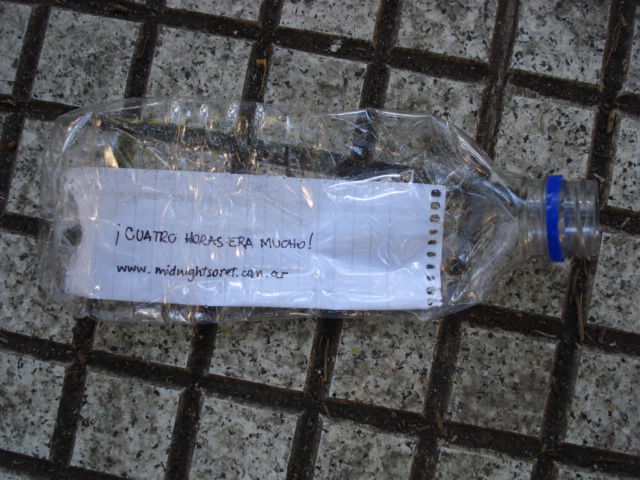 ¡CUATRO HORAS ERA MUCHO!
www.midnightsoret.com.ar